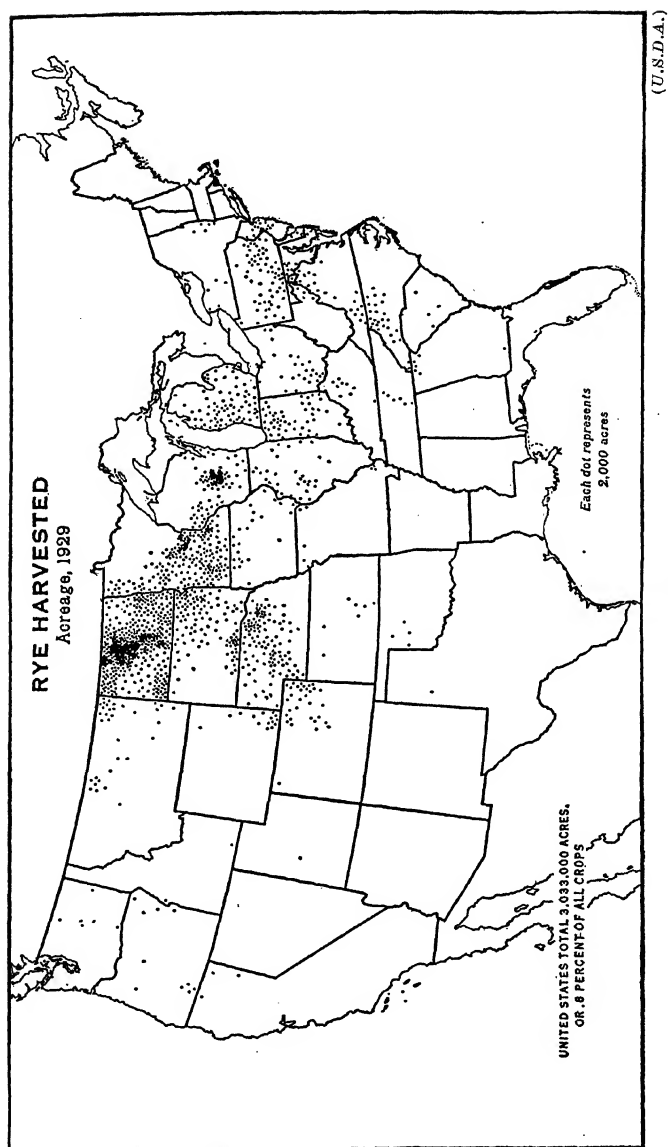 RYE HARVESTED
Acreage, 1929
Each dot represents
2,000 acres
UNITED STATES TOTAL 3,033,000 ACRES.
OR .8 PERCENT OF ALL CROPS
(U.S.D.A.)